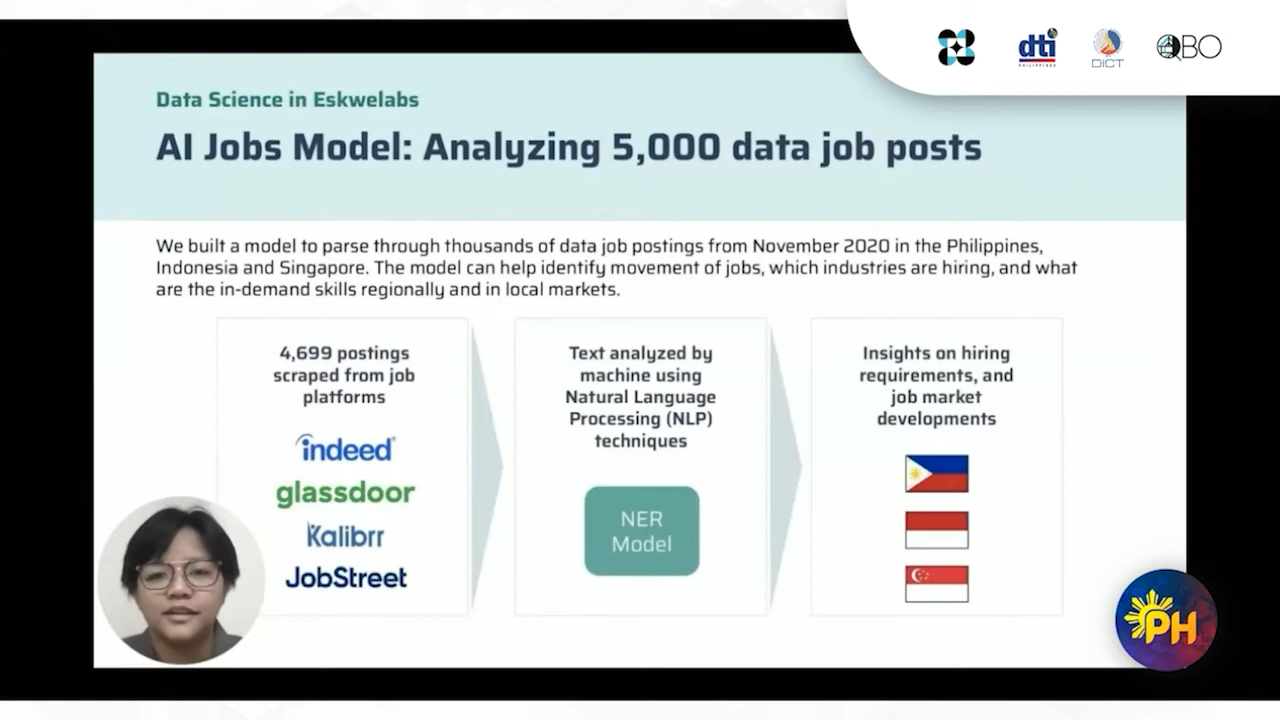 dti
PHILIPPINES
DICT
QBO
Data Science in Eskwelabs
AI Jobs Model: Analyzing 5,000 data job posts
We built a model to parse through thousands of data job postings from November 2020 in the Philippines,
Indonesia and Singapore. The model can help identify movement of jobs, which industries are hiring, and what
are the in-demand skills regionally and in local markets.
4,699 postings
scraped from job
platforms
indeed
glassdoor
Kalibrr
JobStreet
Text analyzed by
machine using
Natural Language
Processing (NLP)
techniques
NER
Model
Insights on hiring
requirements, and
job market
developments
PH